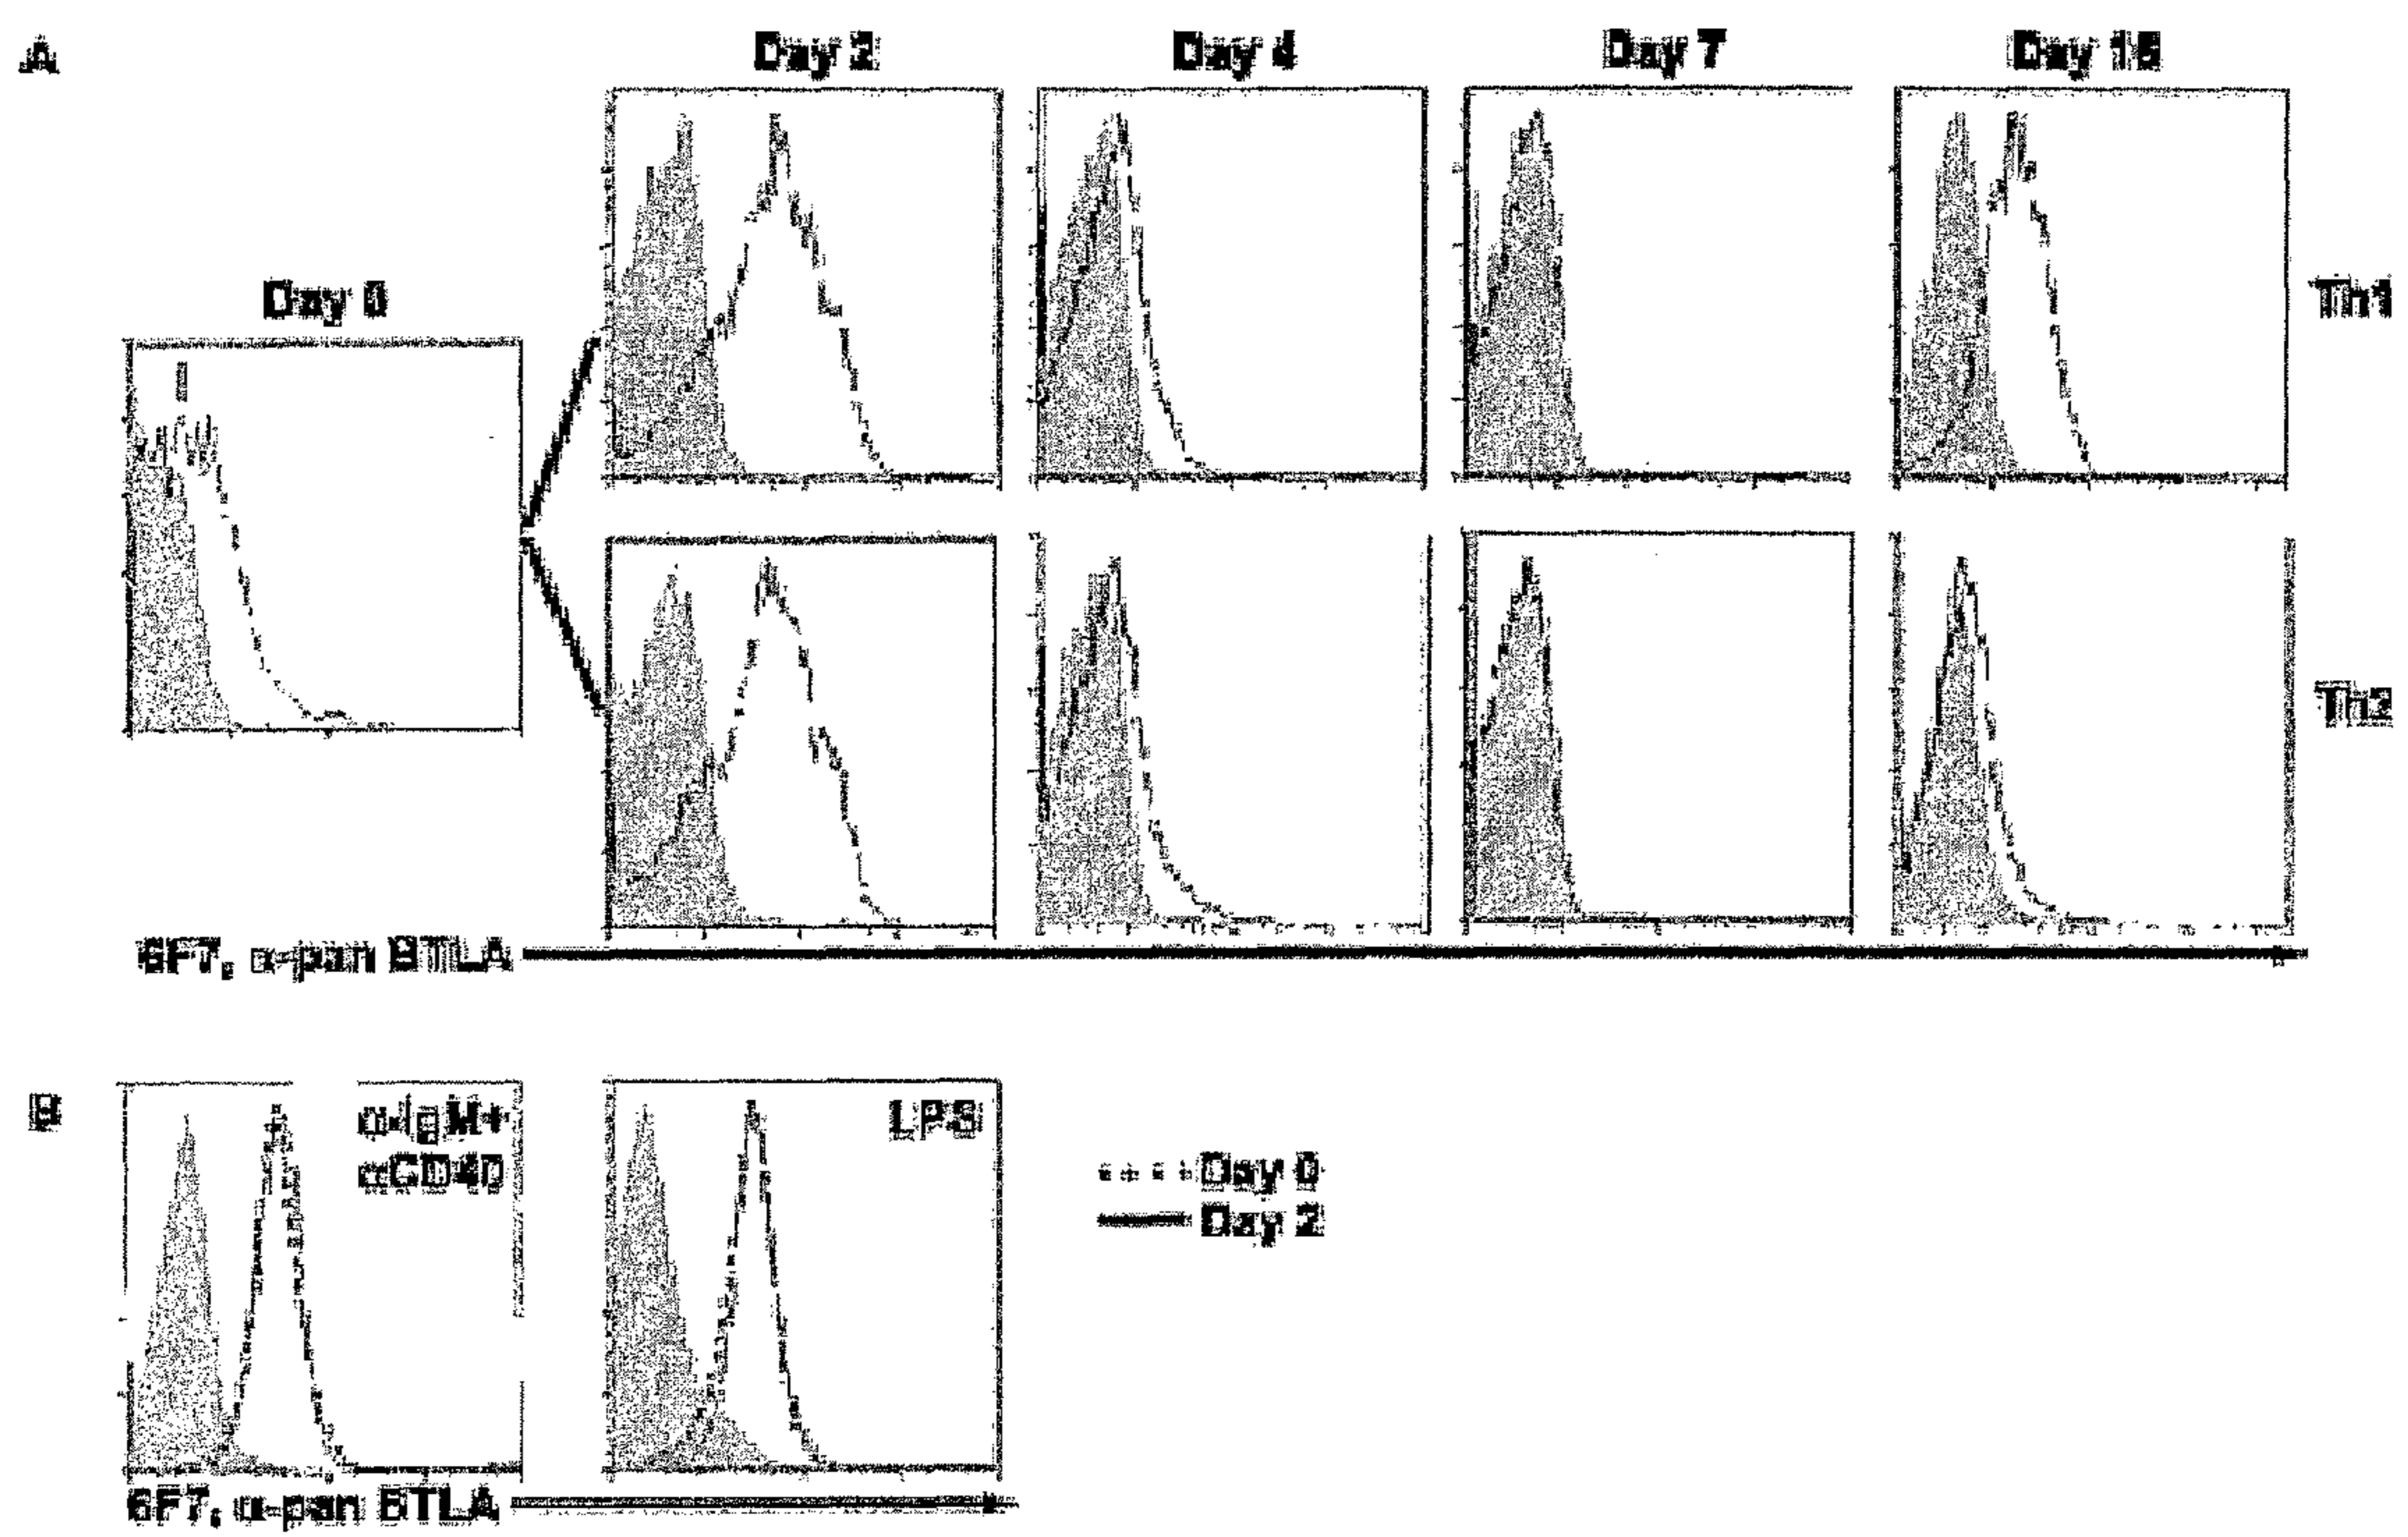 A
Day 2 Day 4 Day 7 Day 15
Day 0
Th1
Th2
6F7, α-pan BTLA
B
α-IgM+
αCD40
LPS
Day 0
Day 2
6F7, α-pan BTLA